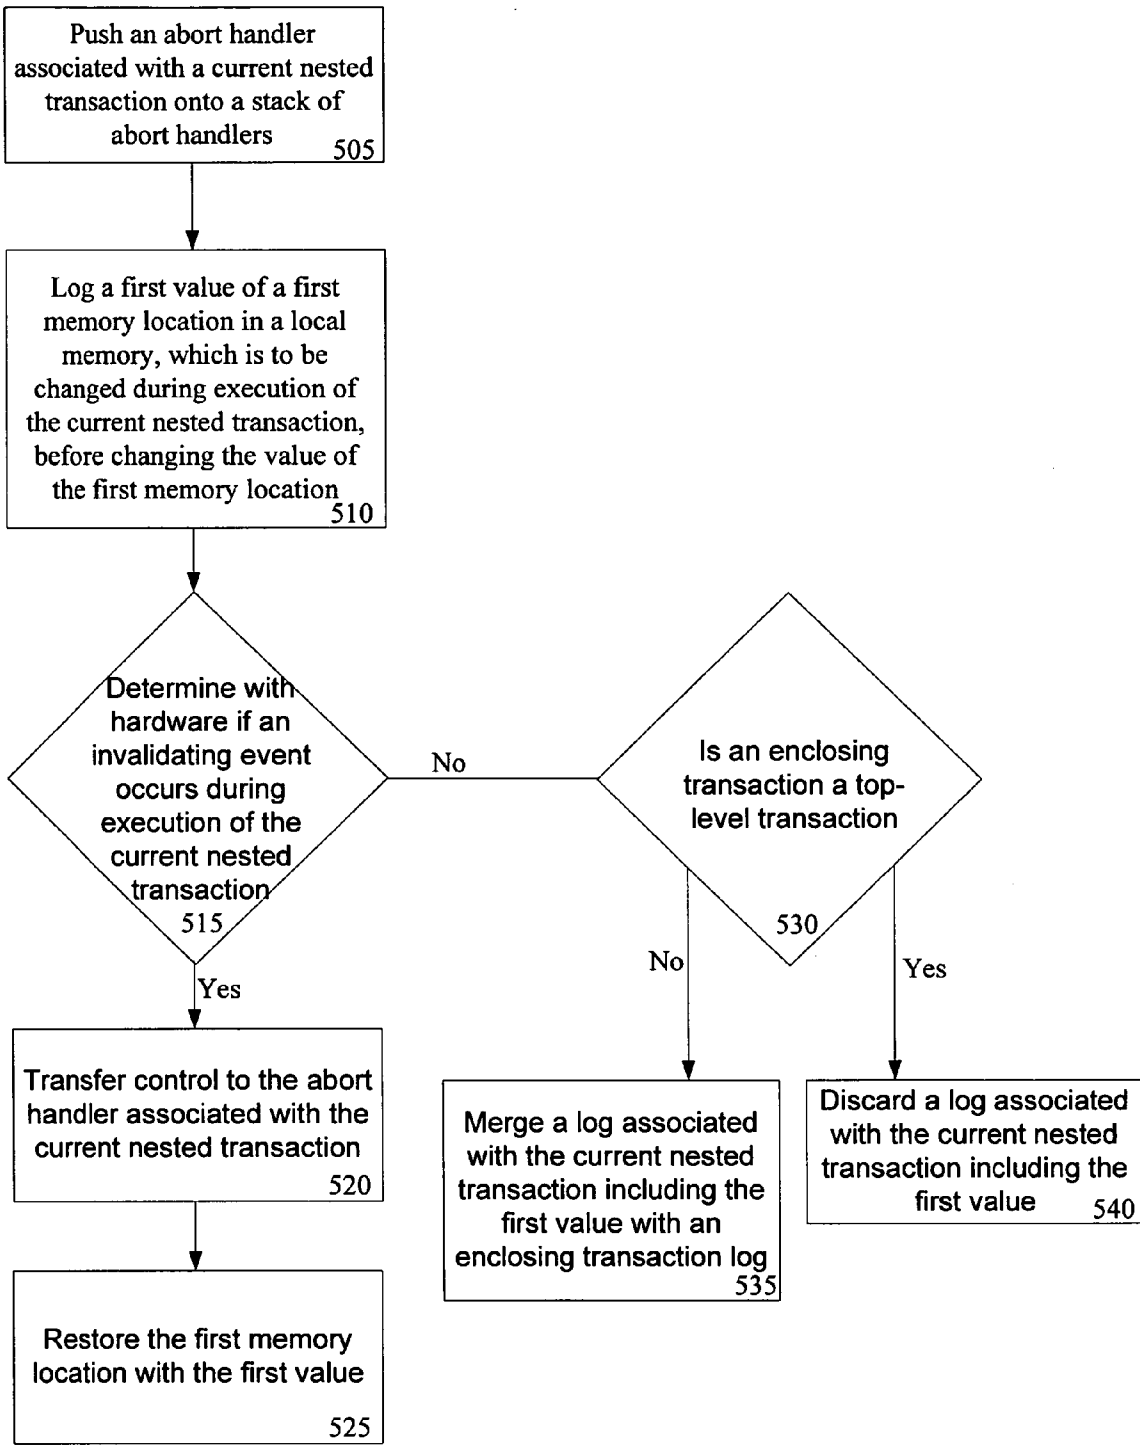 Push an abort handler
associated with a current nested
transaction onto a stack of
abort handlers
505
Log a first value of a first
memory location in a local
memory, which is to be
changed during execution of
the current nested transaction,
before changing the value of
the first memory location
510
Determine with
hardware if an
invalidating event
occurs during
execution of the
current nested
transaction
515
No
Yes
Is an enclosing
transaction a top-
level transaction
530
No
Yes
Transfer control to the abort
handler associated with the
current nested transaction
520
Merge a log associated
with the current nested
transaction including the
first value with an
enclosing transaction log
535
Discard a log associated
with the current nested
transaction including the
first value
540
Restore the first memory
location with the first value
525